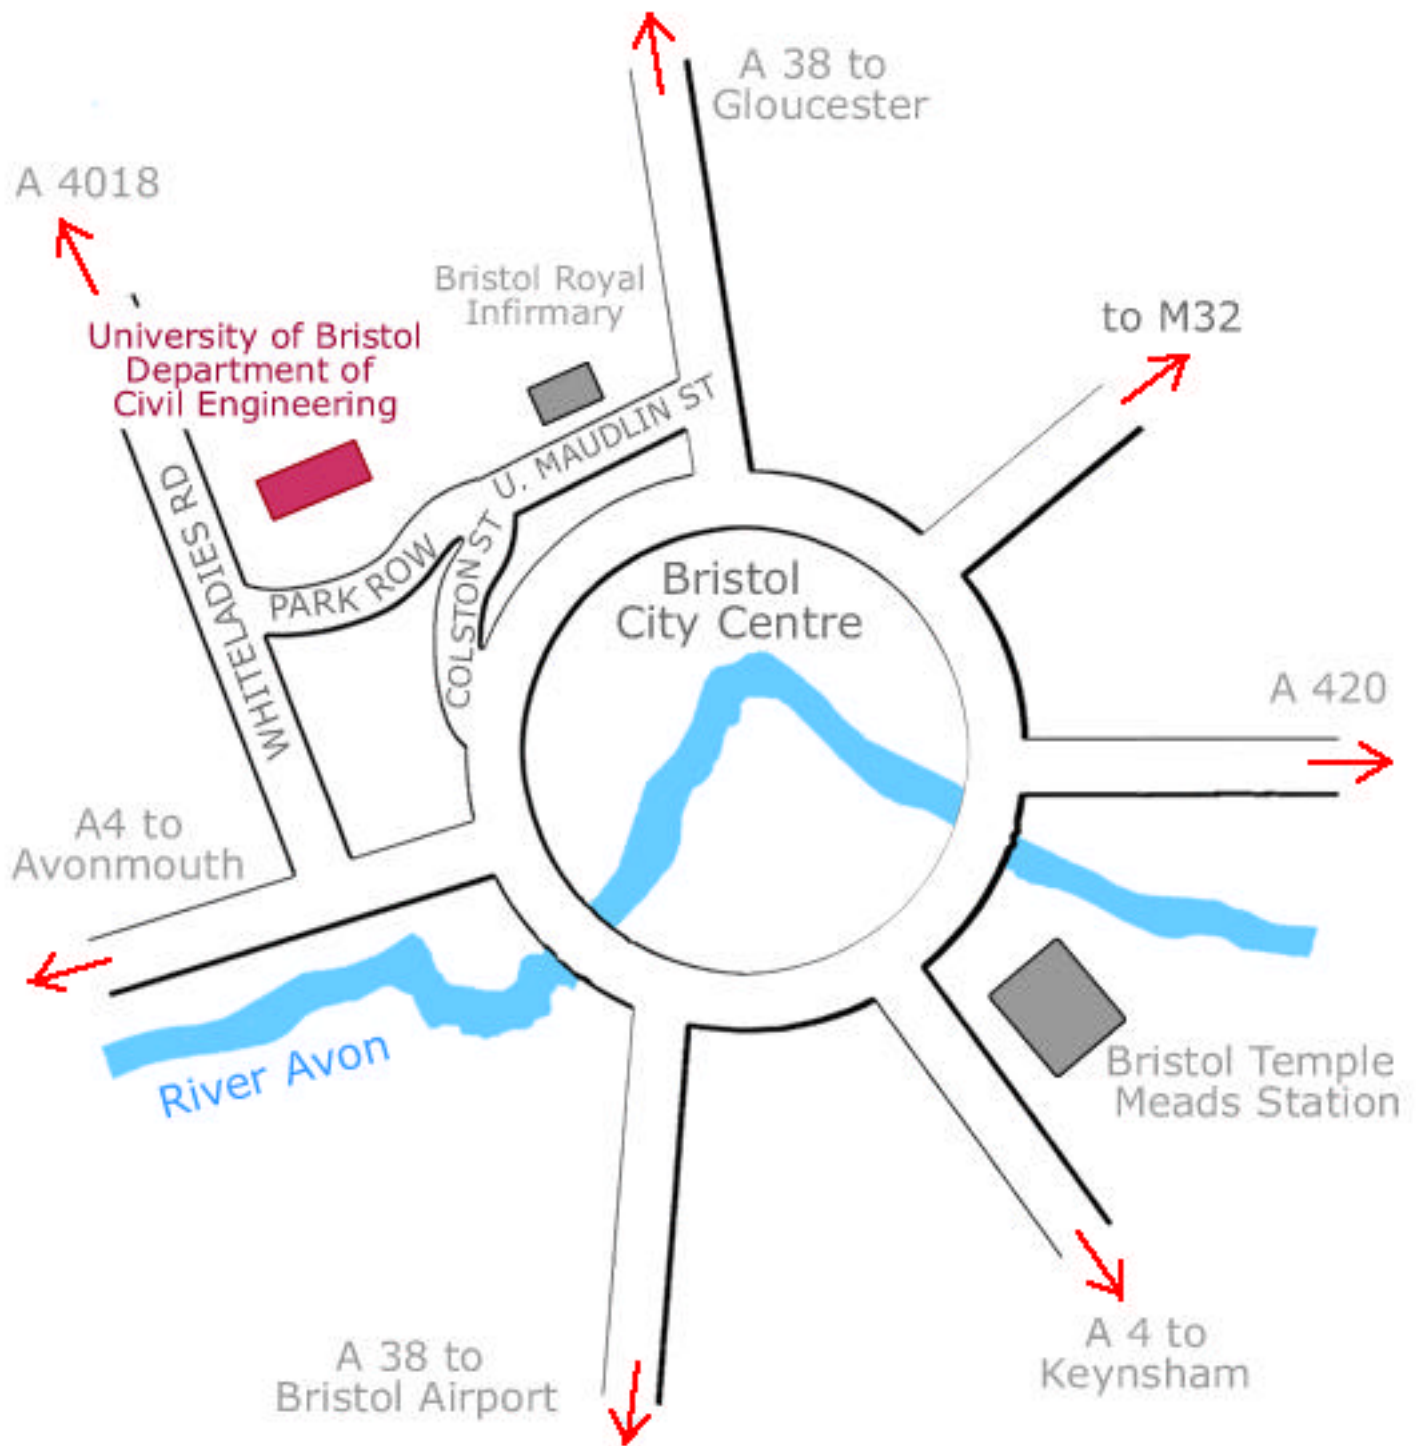 A 38 to
Gloucester
A 4018
Bristol Royal
Infirmary
to M32
University of Bristol
Department of
Civil Engineering
U. MAUDLIN ST
WHITELADIES RD
PARK ROW
COLSTON ST
Bristol
City Centre
A 420
A4 to
Avonmouth
River Avon
Bristol Temple
Meads Station
A 38 to
Bristol Airport
A 4 to
Keynsham